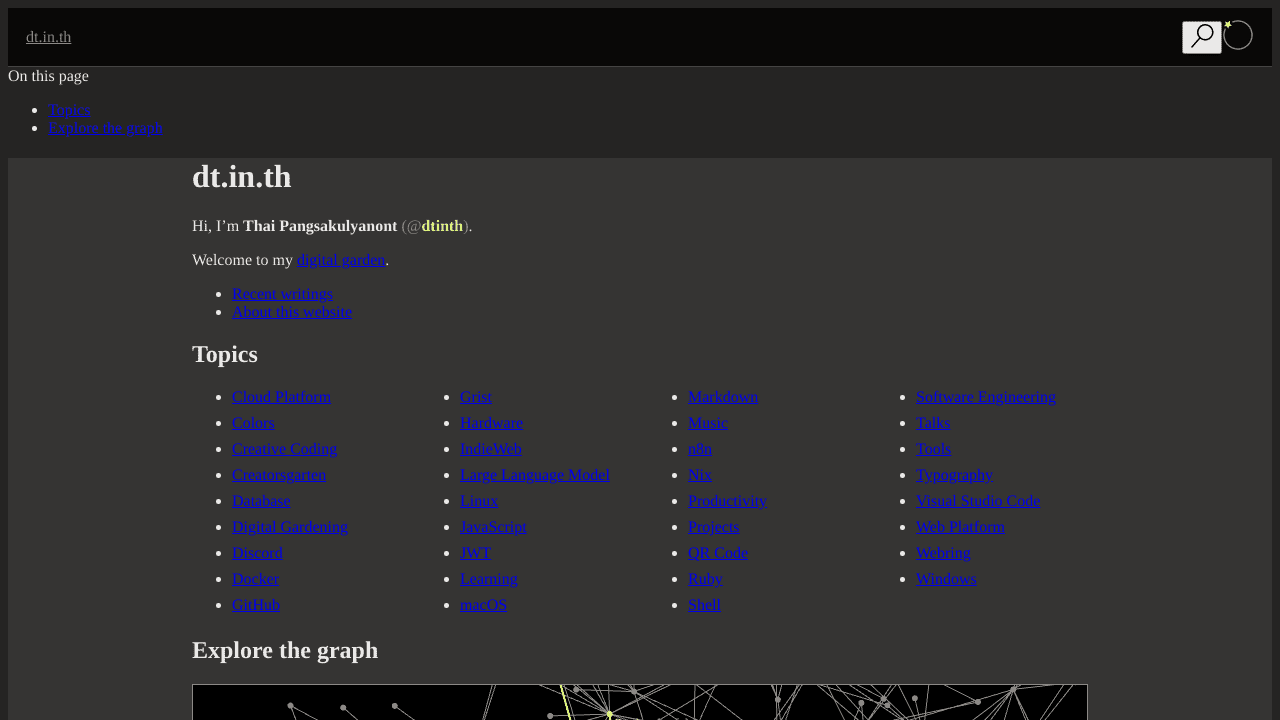 dt.in.th
On this page
Topics
Explore the graph
dt.in.th
Hi, I’m Thai Pangsakulyanont (@dtinth).
Welcome to my digital garden.
Recent writings
About this website
Topics
Cloud Platform
Colors
Creative Coding
Creatorsgarten
Database
Digital Gardening
Discord
Docker
GitHub
Grist
Hardware
IndieWeb
Large Language Model
Linux
JavaScript
JWT
Learning
macOS
Markdown
Music
n8n
Nix
Productivity
Projects
QR Code
Ruby
Shell
Software Engineering
Talks
Tools
Typography
Visual Studio Code
Web Platform
Webring
Windows
Explore the graph